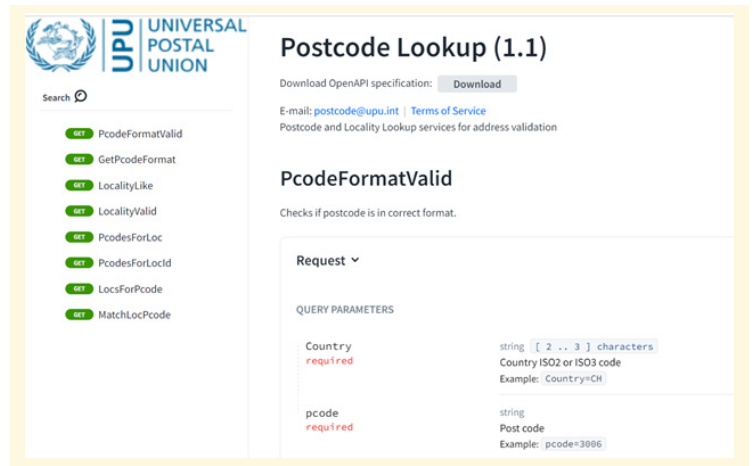 UPU
UNIVERSAL
POSTAL
UNION
Search
GET PcodeFormatValid
GET GetPcodeFormat
GET LocalityLike
GET LocalityValid
GET PcodesForLoc
GET PcodesForLocId
GET LocsForPcode
GET MatchLocPcode
Postcode Lookup (1.1)
Download OpenAPI specification: Download
E-mail: postcode@upu.int | Terms of Service
Postcode and Locality Lookup services for address validation
PcodeFormatValid
Checks if postcode is in correct format.
Request
QUERY PARAMETERS
Country string [ 2 .. 3 ] characters
required Country ISO2 or ISO3 code
Example: Country=CH
pcode string
required Post code
Example: pcode=3006